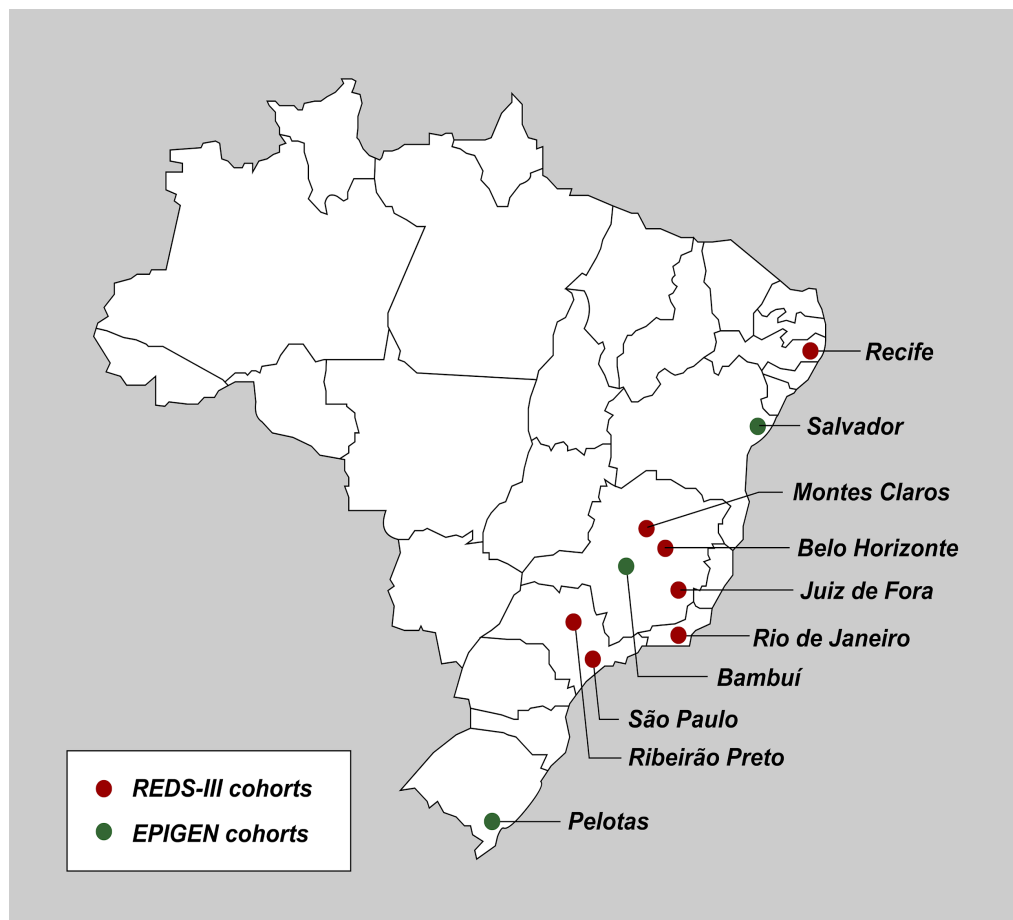 Recife
Salvador
Montes Claros
Belo Horizonte
Juiz de Fora
Rio de Janeiro
Bambuí
São Paulo
Ribeirão Preto
REDS-III cohorts
EPIGEN cohorts
Pelotas